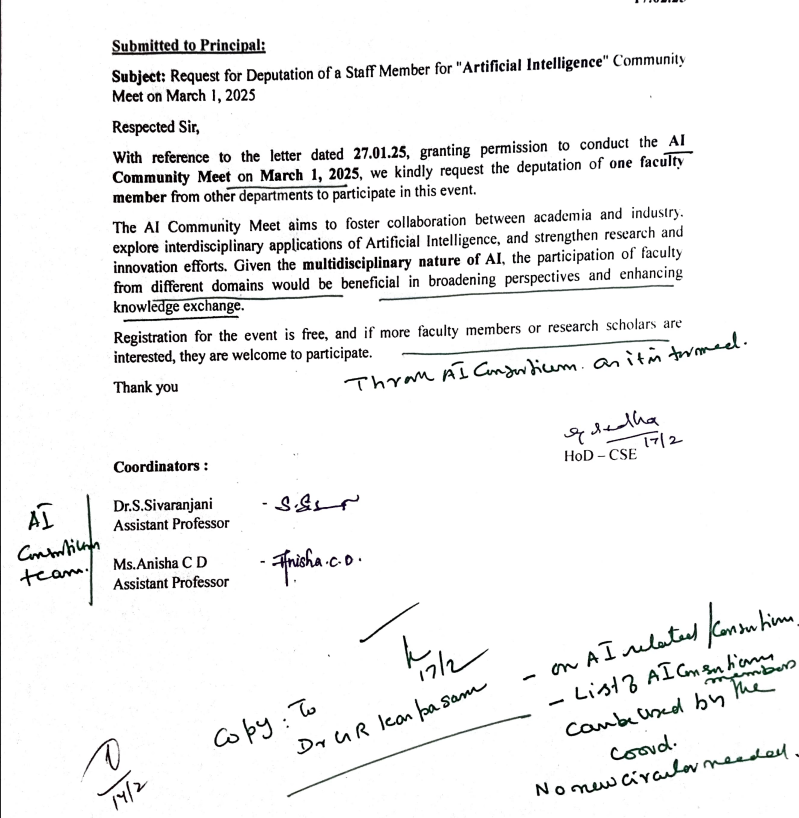 Submitted to Principal:
Subject: Request for Deputation of a Staff Member for "Artificial Intelligence" Community
Meet on March 1, 2025
Respected Sir,
With reference to the letter dated 27.01.25, granting permission to conduct the AI
Community Meet on March 1, 2025, we kindly request the deputation of one faculty
member from other departments to participate in this event.
The AI Community Meet aims to foster collaboration between academia and industry,
explore interdisciplinary applications of Artificial Intelligence, and strengthen research and
innovation efforts. Given the multidisciplinary nature of AI, the participation of faculty
from different domains would be beneficial in broadening perspectives and enhancing
knowledge exchange.
Registration for the event is free, and if more faculty members or research scholars are
interested, they are welcome to participate.
AI Consortium. as it is formed.
Thank you
17/2
HoD – CSE
Coordinators :
Dr.S.Sivaranjani
Assistant Professor
AI
Consortium
team.
Ms.Anisha C D - Anisha.C.D.
Assistant Professor
17/2
Copy: To
Dr
- on AI related / Consortium
- List of AI Consortium
members
can be used by the
coord.
No new circular needed.
17/2